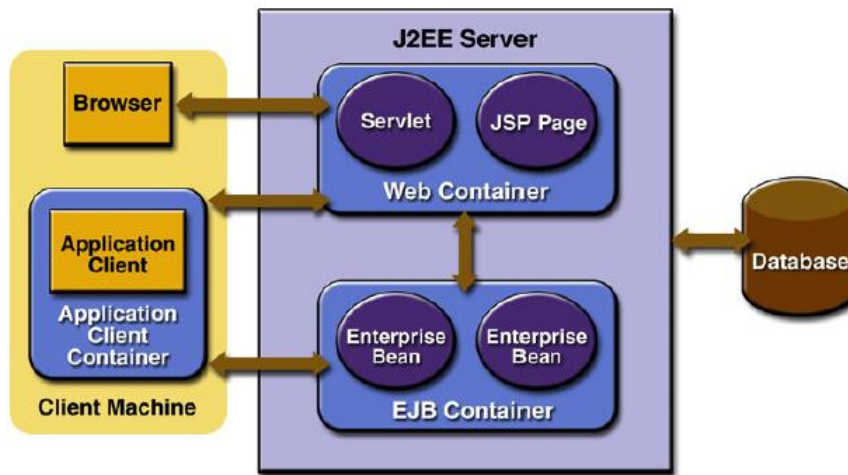 J2EE Server
Browser
Servlet
JSP Page
Web Container
Application
Client
Application
Client
Container
Client Machine
Enterprise
Bean
Enterprise
Bean
EJB Container
Database